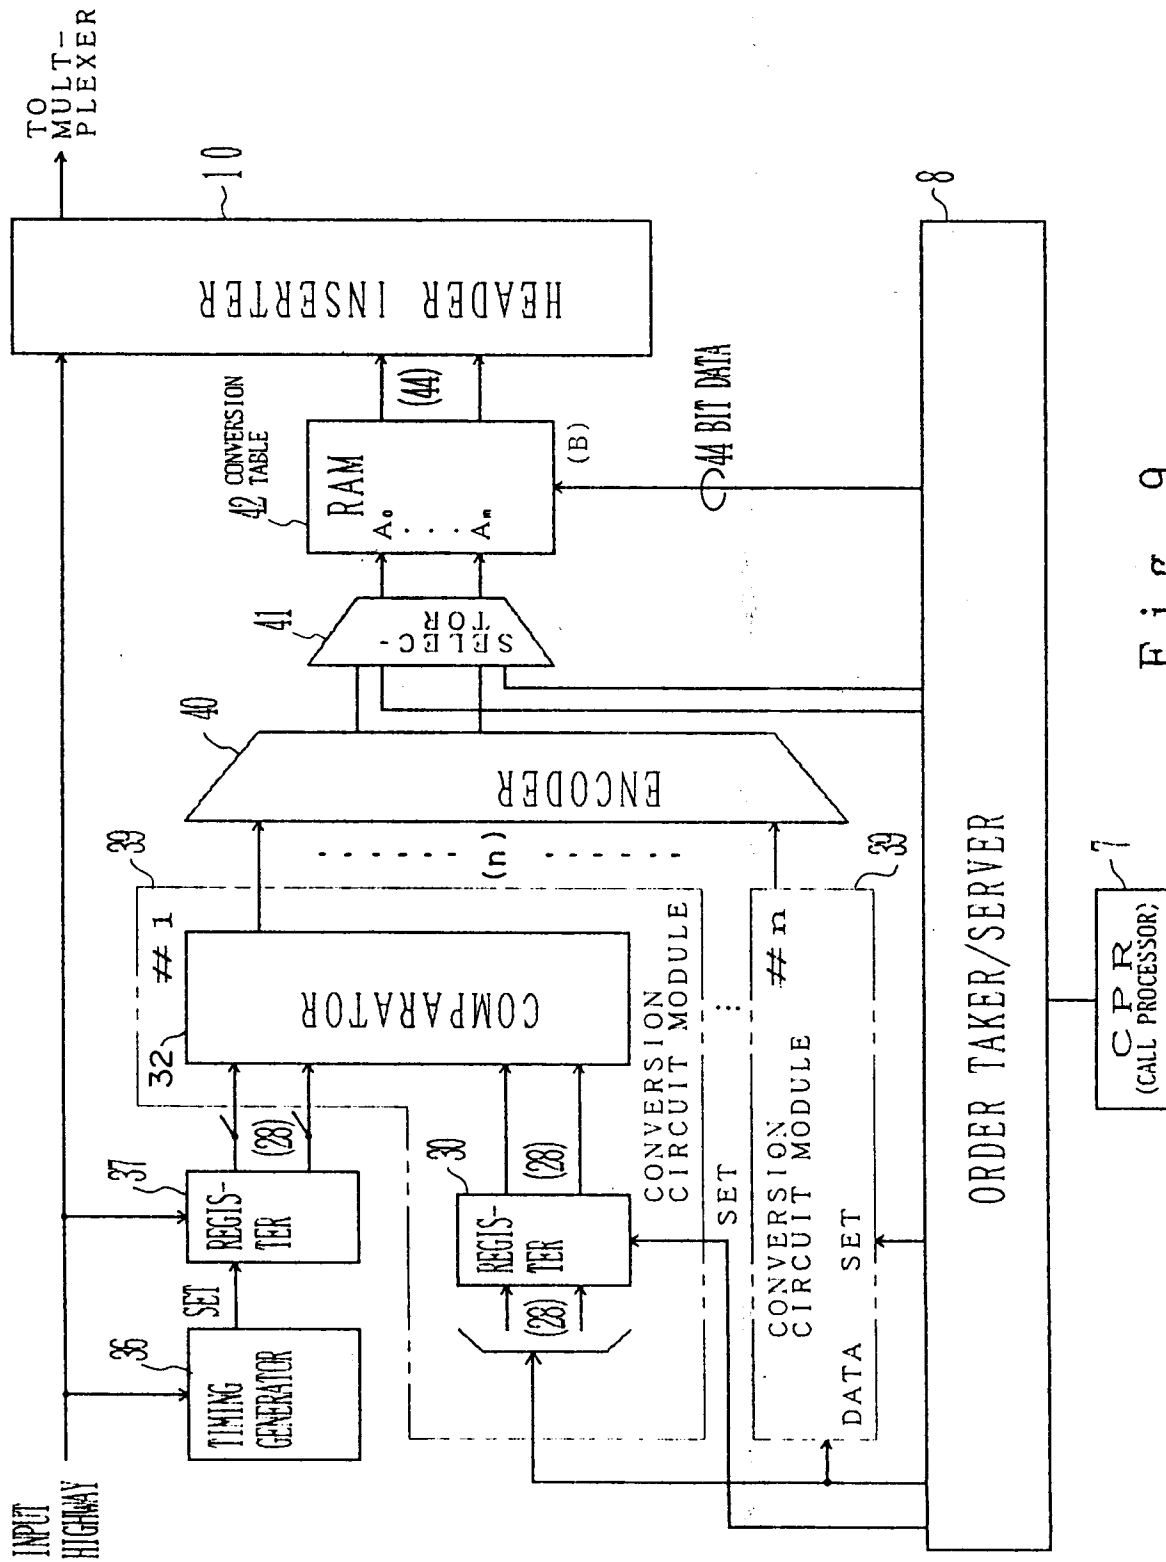 INPUT
HIGHWAY
TO
MULT-
PLEXER
36
TIMING
GENERATOR
SET
37
REGIS-
TER
(28)
39
# 1
32
COMPARATOR
30
REGIS-
TER
(28)
(28)
CONVERSION
CIRCUIT MODULE
SET
(n)
40
ENCODER
41
SELEC-
TOR
42 CONVERSION
TABLE
RAM
A0
An
(B)
(44)
10
HEADER INSERTER
44 BIT DATA
39
# n
CONVERSION
CIRCUIT MODULE
DATA SET
8
ORDER TAKER/SERVER
7
CPR
(CALL PROCESSOR)
Fig. 9